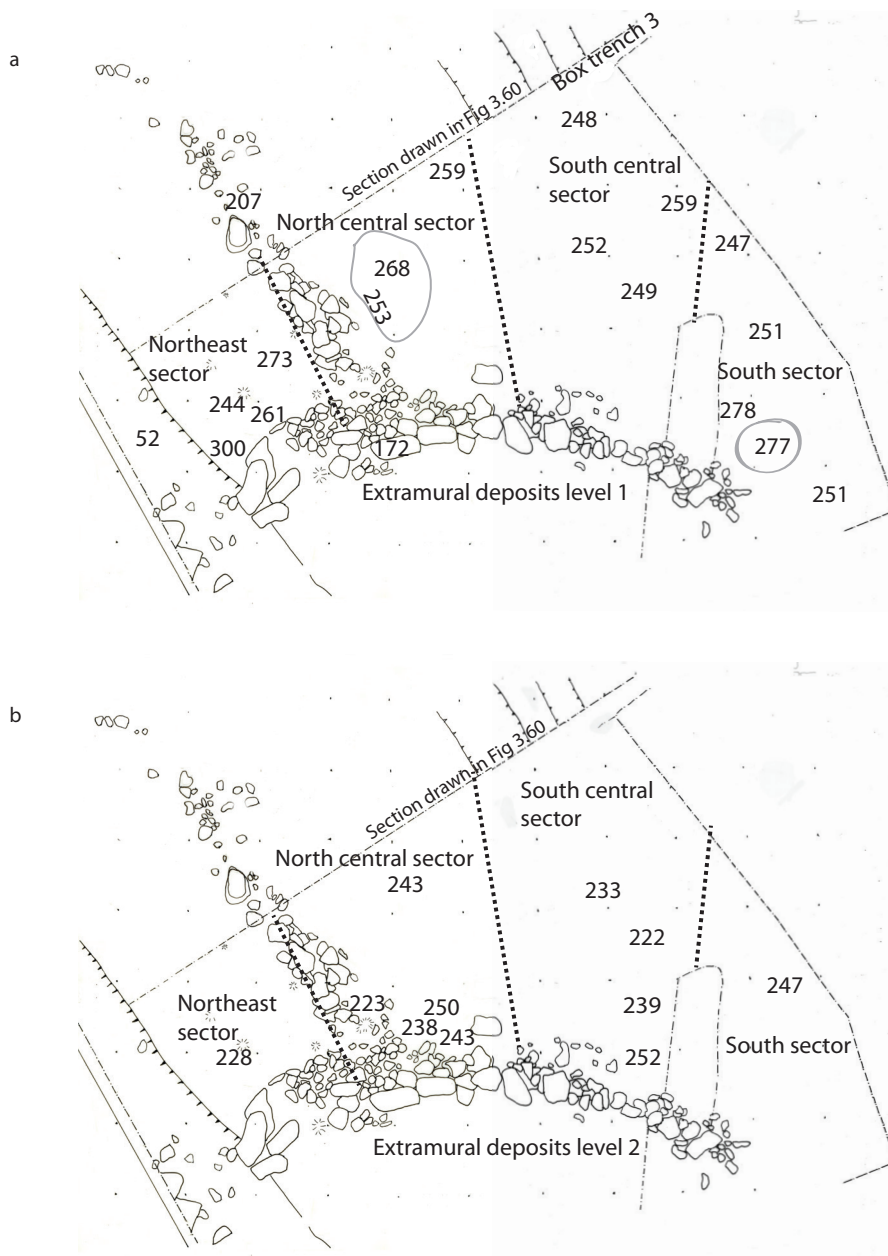 a
Box trench 3
Section drawn in Fig 3.60
248
259
South central
sector
207
259
North central sector
252
247
268
253
249
251
Northeast
sector
273
South sector
244
261
278
52
300
172
277
Extramural deposits level 1
251
b
Section drawn in Fig 3.60
South central
sector
North central sector
243
233
222
247
Northeast
sector
223
250
239
238
243
228
252
South sector
Extramural deposits level 2